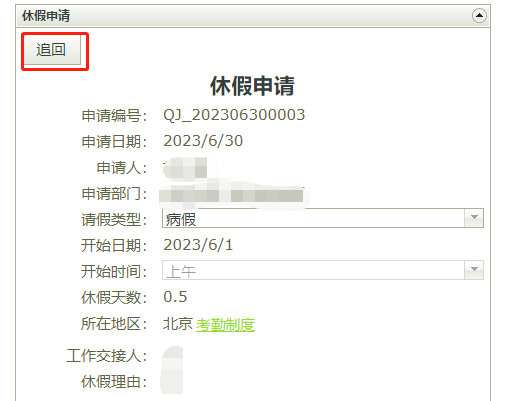 休假申请
追回
休假申请
申请编号: QJ_202306300003
申请日期: 2023/6/30
申请人:
申请部门:
请假类型: 病假
开始日期: 2023/6/1
开始时间: 上午
休假天数: 0.5
所在地区: 北京 考勤制度
工作交接人:
休假理由: